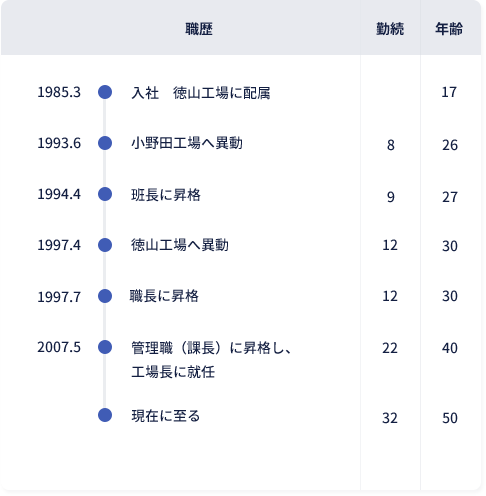 職歴 勤続 年齢
1985.3 入社　徳山工場に配属 17
1993.6 小野田工場へ異動 8 26
1994.4 班長に昇格 9 27
1997.4 徳山工場へ異動 12 30
1997.7 職長に昇格 12 30
2007.5 管理職（課長）に昇格し、 22 40
工場長に就任
現在に至る 32 50